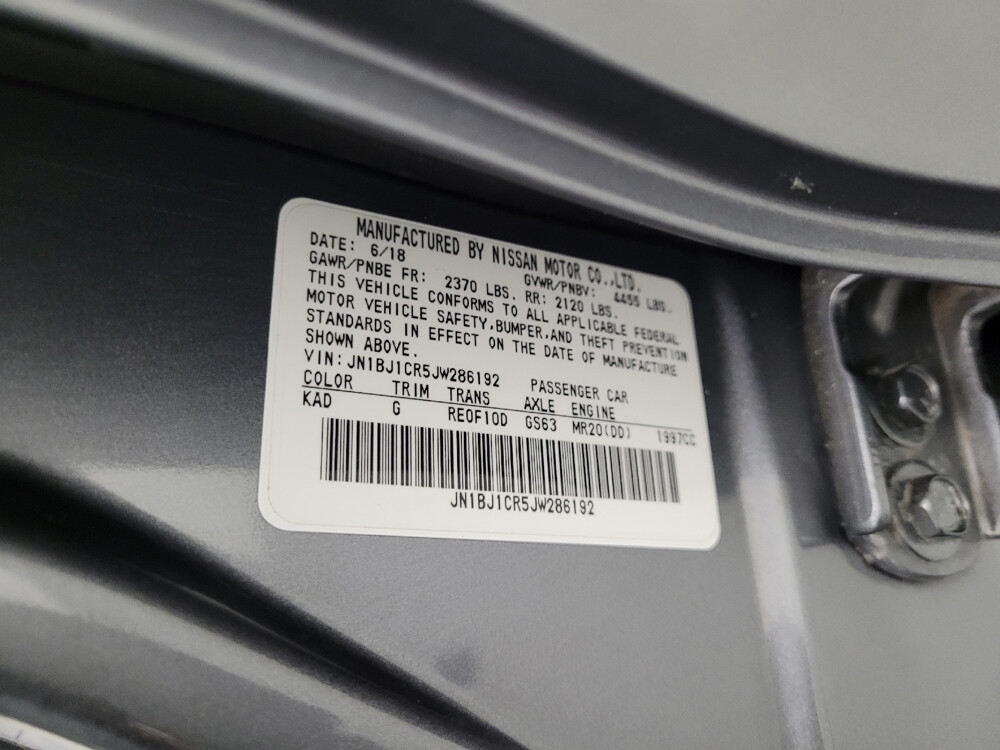 MANUFACTURED BY NISSAN MOTOR CO.,LTD.
DATE: 6/18 GVWR/PNBV: 4455 LBS.
GAWR/PNBE FR: 2370 LBS. RR: 2120 LBS.
THIS VEHICLE CONFORMS TO ALL APPLICABLE FEDERAL
MOTOR VEHICLE SAFETY,BUMPER,AND THEFT PREVENTION
STANDARDS IN EFFECT ON THE DATE OF MANUFACTURE
SHOWN ABOVE.
VIN:JN1BJ1CR5JW286192 PASSENGER CAR
COLOR TRIM TRANS AXLE ENGINE
KAD G RE0F10D GS63 MR20(DD) 1997CC
JN1BJ1CR5JW286192